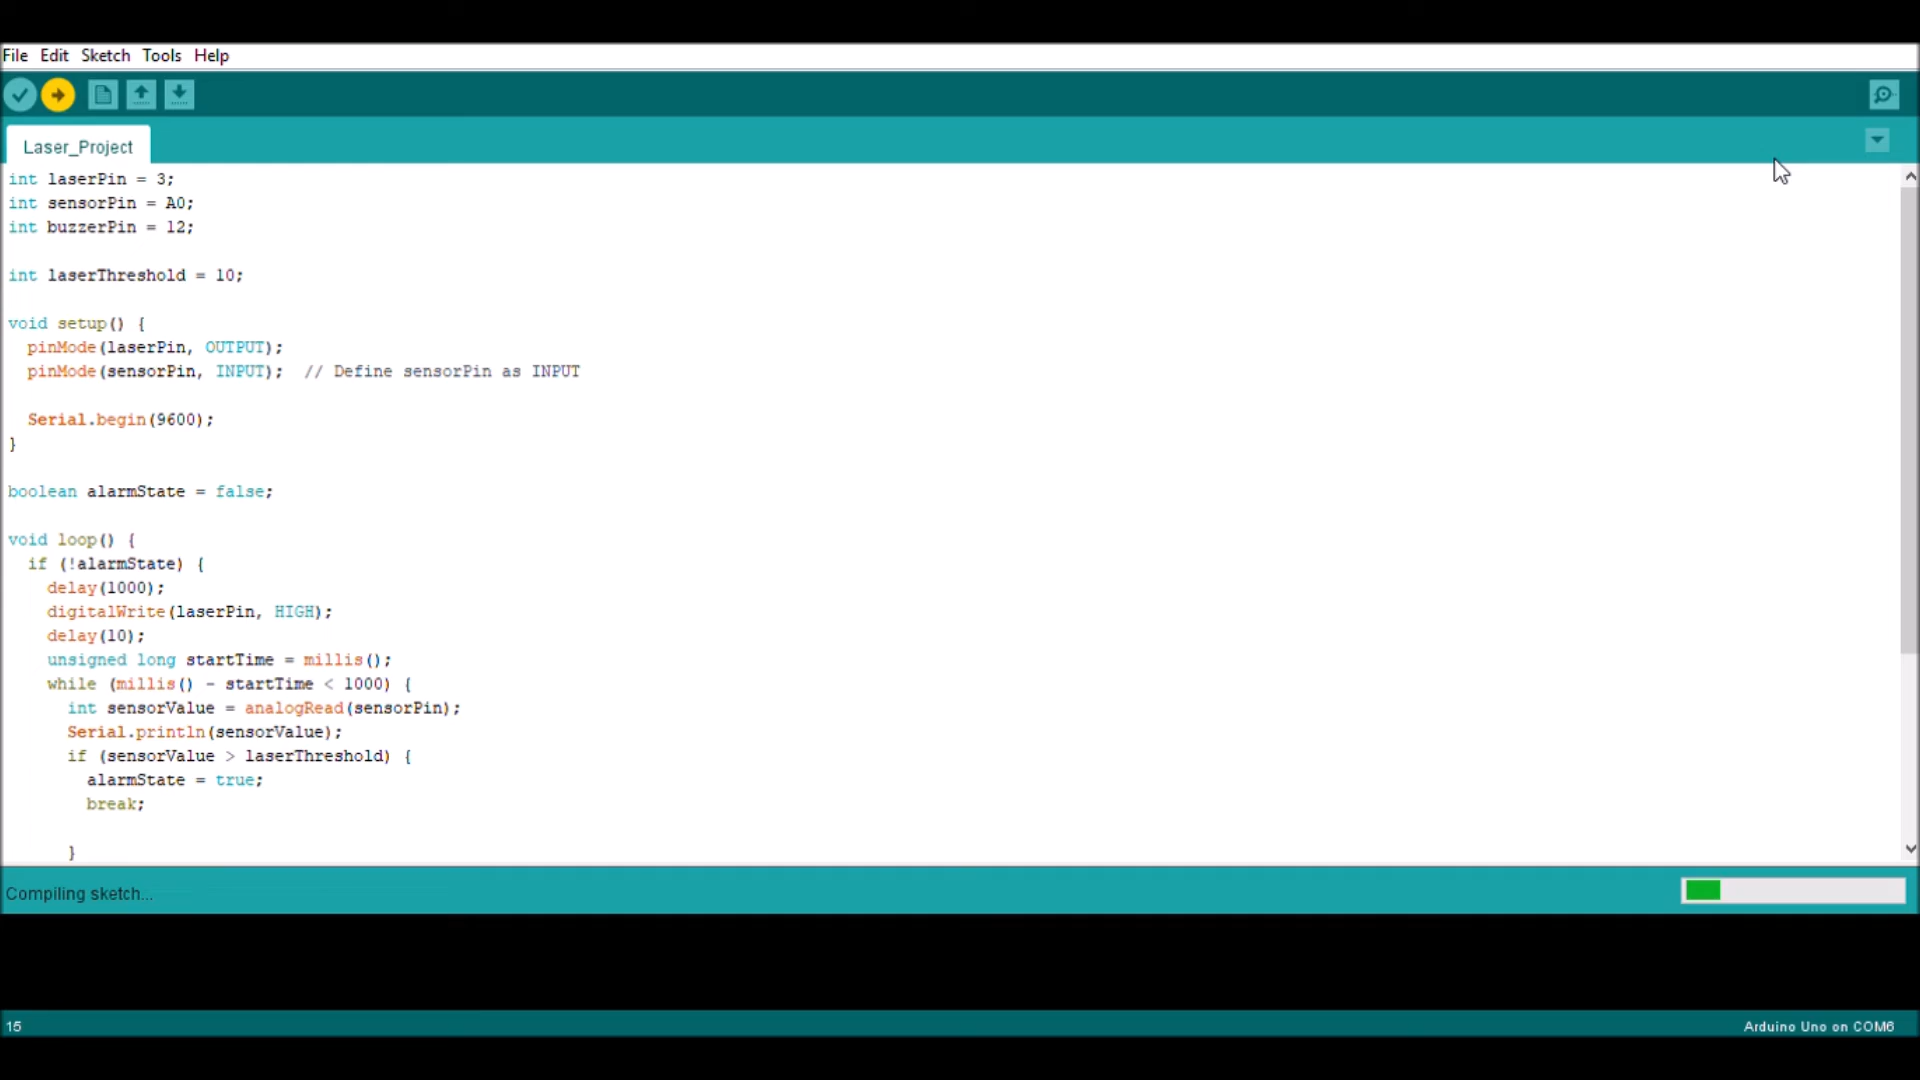 File Edit Sketch Tools Help
Laser_Project
int laserPin = 3;
int sensorPin = A0;
int buzzerPin = 12;
int laserThreshold = 10;
void setup() {
pinMode(laserPin, OUTPUT);
pinMode(sensorPin, INPUT);  // Define sensorPin as INPUT
Serial.begin(9600);
}
boolean alarmState = false;
void loop() {
if (!alarmState) {
delay(1000);
digitalWrite(laserPin, HIGH);
delay(10);
unsigned long startTime = millis();
while (millis() - startTime < 1000) {
int sensorValue = analogRead(sensorPin);
Serial.println(sensorValue);
if (sensorValue > laserThreshold) {
alarmState = true;
break;
}
Compiling sketch...
15
Arduino Uno on COM6